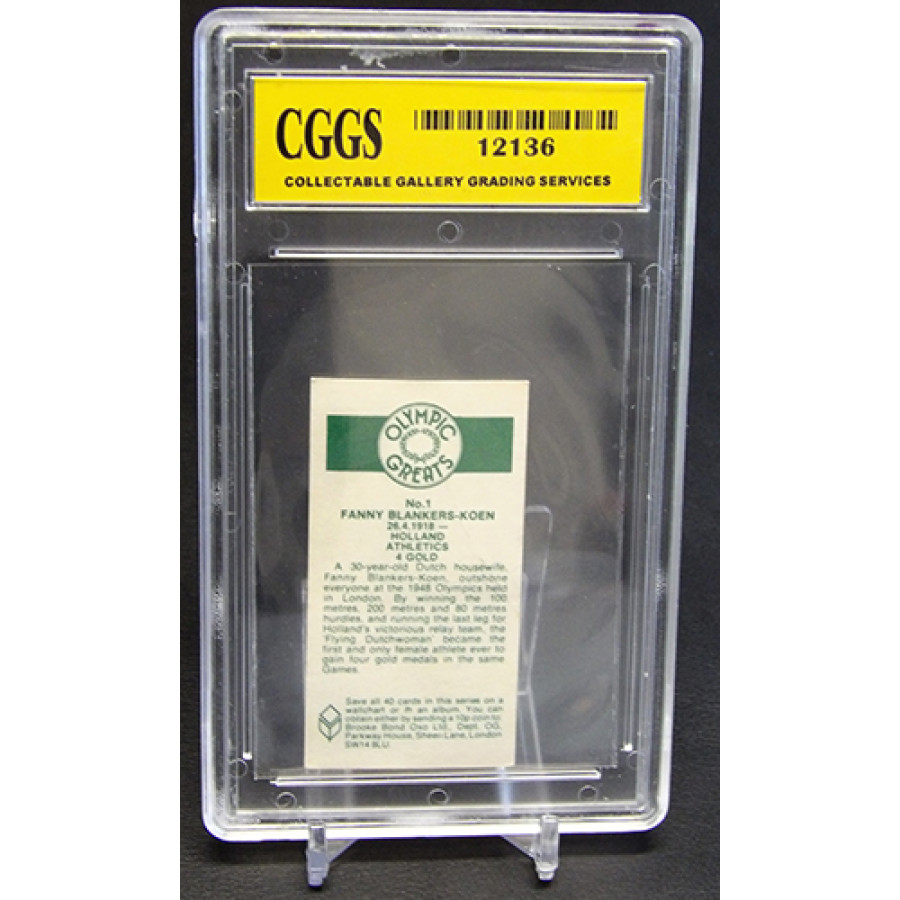 CGGS
12136
COLLECTABLE GALLERY GRADING SERVICES
OLYMPIC
GREATS
No.1
FANNY BLANKERS-KOEN
26.4.1918 —
HOLLAND
ATHLETICS
4 GOLD
A 30-year-old Dutch housewife,
Fanny Blankers-Koen, outshone
everyone at the 1948 Olympics held
in London. By winning the 100
metres, 200 metres and 80 metres
hurdles, and running the last leg for
Holland's victorious relay team, the
'Flying Dutchwoman' became the
first and only female athlete ever to
gain four gold medals in the same
Games.
Save all 40 cards in this series on a
wallchart or in an album. You can
obtain either by sending a 10p coin to:
Brooke Bond Oxo Ltd., Dept. OG,
Parkway House, Sheen Lane, London
SW14 8LU.